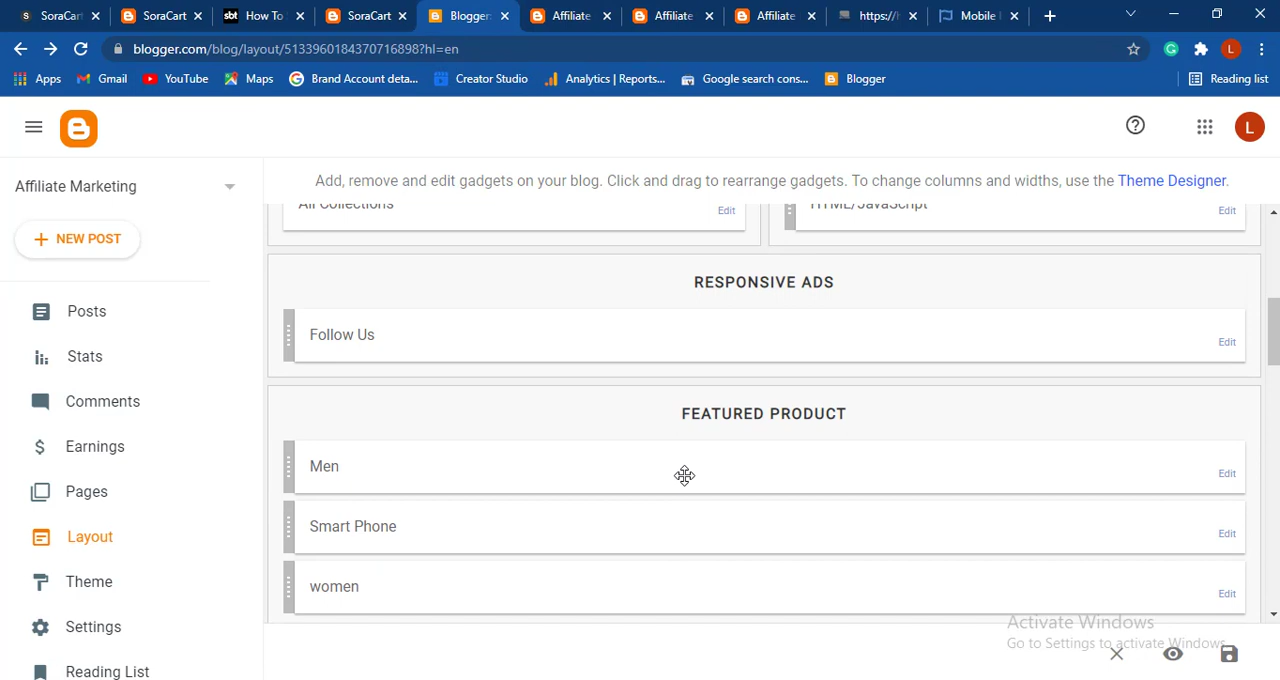 SoraCart
SoraCart
sbt How To
SoraCart
Blogger:
Affiliate
Affiliate
Affiliate
https://
Mobile
blogger.com/blog/layout/5133960184370716898?hl=en
L
Apps
Gmail
YouTube
Maps
Brand Account deta...
Creator Studio
Analytics | Reports...
Google search cons...
Blogger
Reading list
L
Affiliate Marketing
Add, remove and edit gadgets on your blog. Click and drag to rearrange gadgets. To change columns and widths, use the Theme Designer.
All Collections
Edit
HTML/JavaScript
Edit
+ NEW POST
RESPONSIVE ADS
Posts
Follow Us
Edit
Stats
Comments
FEATURED PRODUCT
Earnings
Men
Edit
Pages
Smart Phone
Edit
Layout
Theme
women
Edit
Settings
Activate Windows
Go to Settings to activate Windows.
Reading List